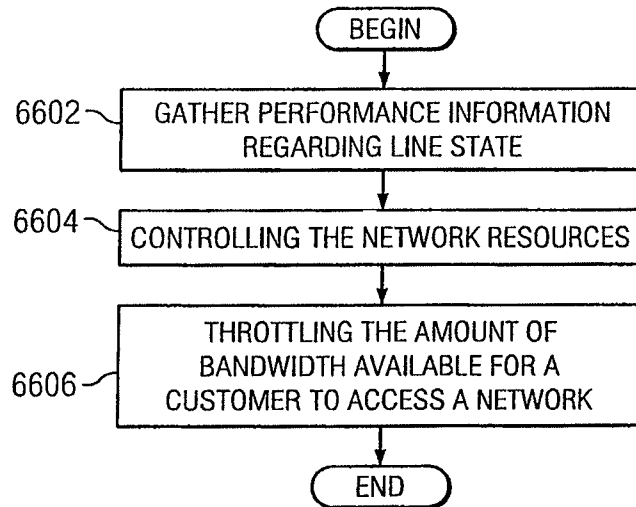 BEGIN
6602
GATHER PERFORMANCE INFORMATION
REGARDING LINE STATE
6604
CONTROLLING THE NETWORK RESOURCES
6606
THROTTLING THE AMOUNT OF
BANDWIDTH AVAILABLE FOR A
CUSTOMER TO ACCESS A NETWORK
END